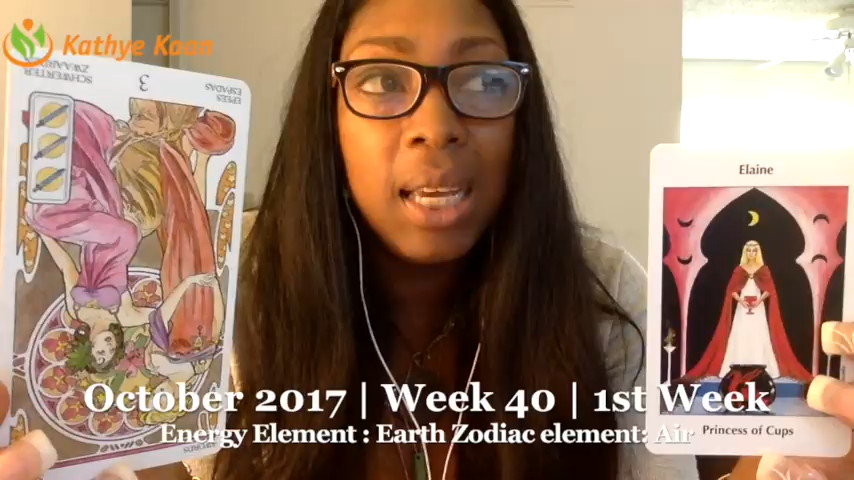 Kathye Kaan
SCHWERTER
ZWAARDEN
3
EPEES
ESPADAS
Elaine
October 2017 | Week 40 | 1st Week
Energy Element : Earth Zodiac element: Air
Princess of Cups